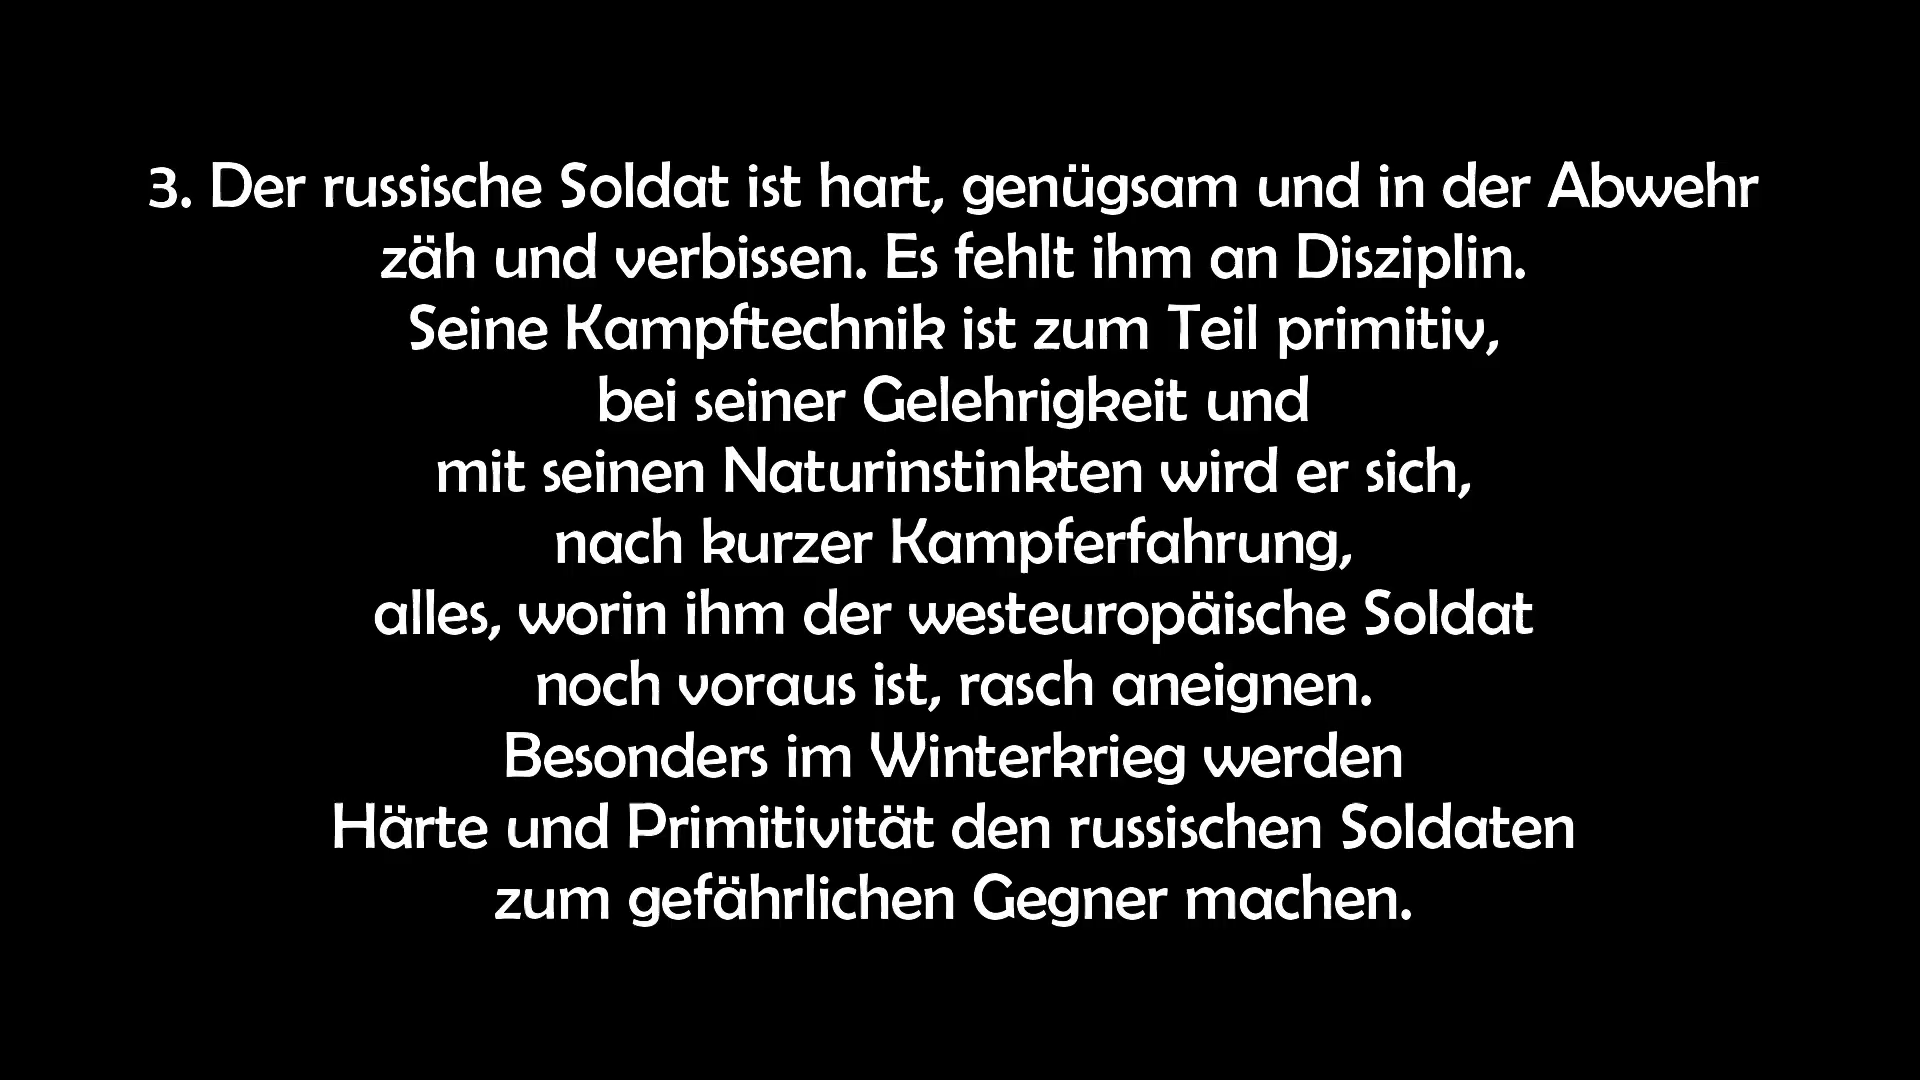 3. Der russische Soldat ist hart, genügsam und in der Abwehr
zäh und verbissen. Es fehlt ihm an Disziplin.
Seine Kampftechnik ist zum Teil primitiv,
bei seiner Gelehrigkeit und
mit seinen Naturinstinkten wird er sich,
nach kurzer Kampferfahrung,
alles, worin ihm der westeuropäische Soldat
noch voraus ist, rasch aneignen.
Besonders im Winterkrieg werden
Härte und Primitivität den russischen Soldaten
zum gefährlichen Gegner machen.